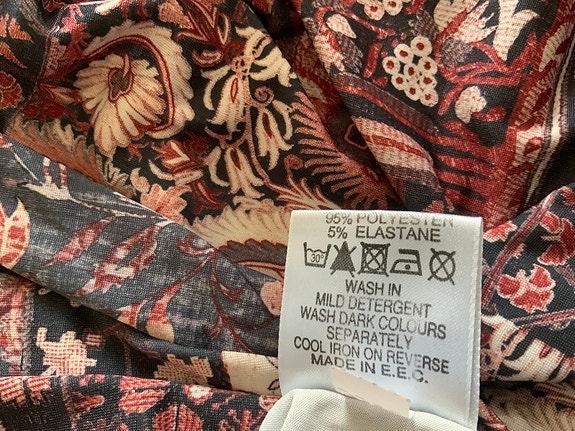 95% POLYESTER
5% ELASTANE
30°
WASH IN
MILD DETERGENT
WASH DARK COLOURS
SEPARATELY
COOL IRON ON REVERSE
MADE IN E.E.C.